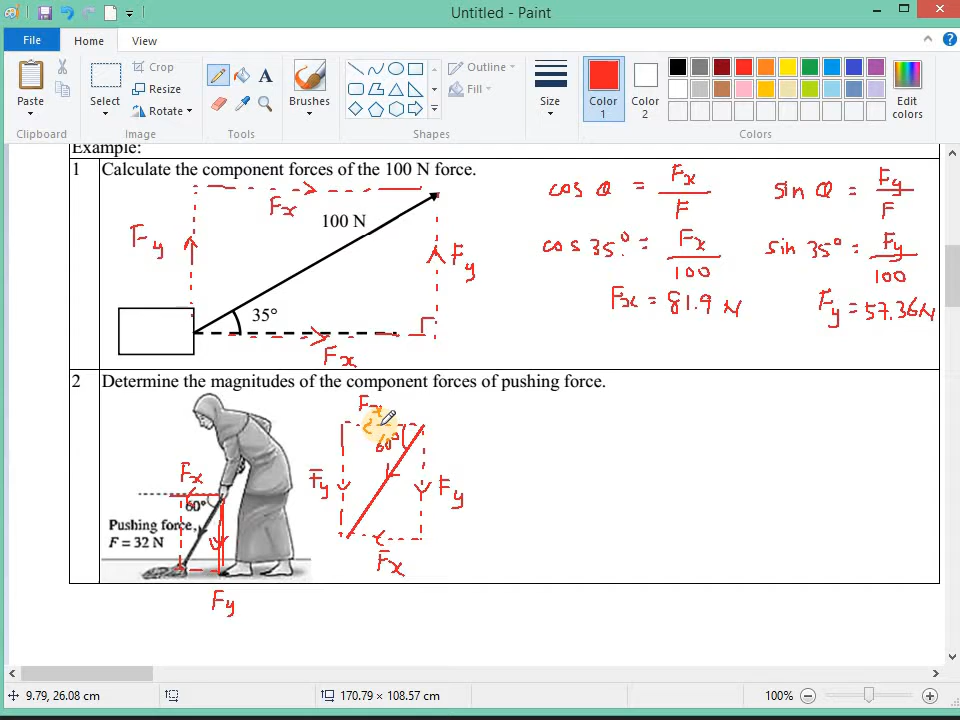 Untitled - Paint
File
Home
View
Paste
Select
Crop
Resize
Rotate
A
Brushes
Outline
Fill
Size
Color
1
Color
2
Edit
colors
Clipboard
Image
Tools
Shapes
Colors
Example:
1 Calculate the component forces of the 100 N force.
Fx
100 N
Fy
Fy
35°
Fx
cos θ = Fx / F
sin θ = Fy / F
cos 35° = Fx / 100
sin 35° = Fy / 100
Fx = 81.9 N
Fy = 57.36 N
2 Determine the magnitudes of the component forces of pushing force.
Fx
60°
Fx
Fy
Fy
60°
Pushing force,
F = 32 N
Fx
Fy
9.79, 26.08 cm
170.79 × 108.57 cm
100%